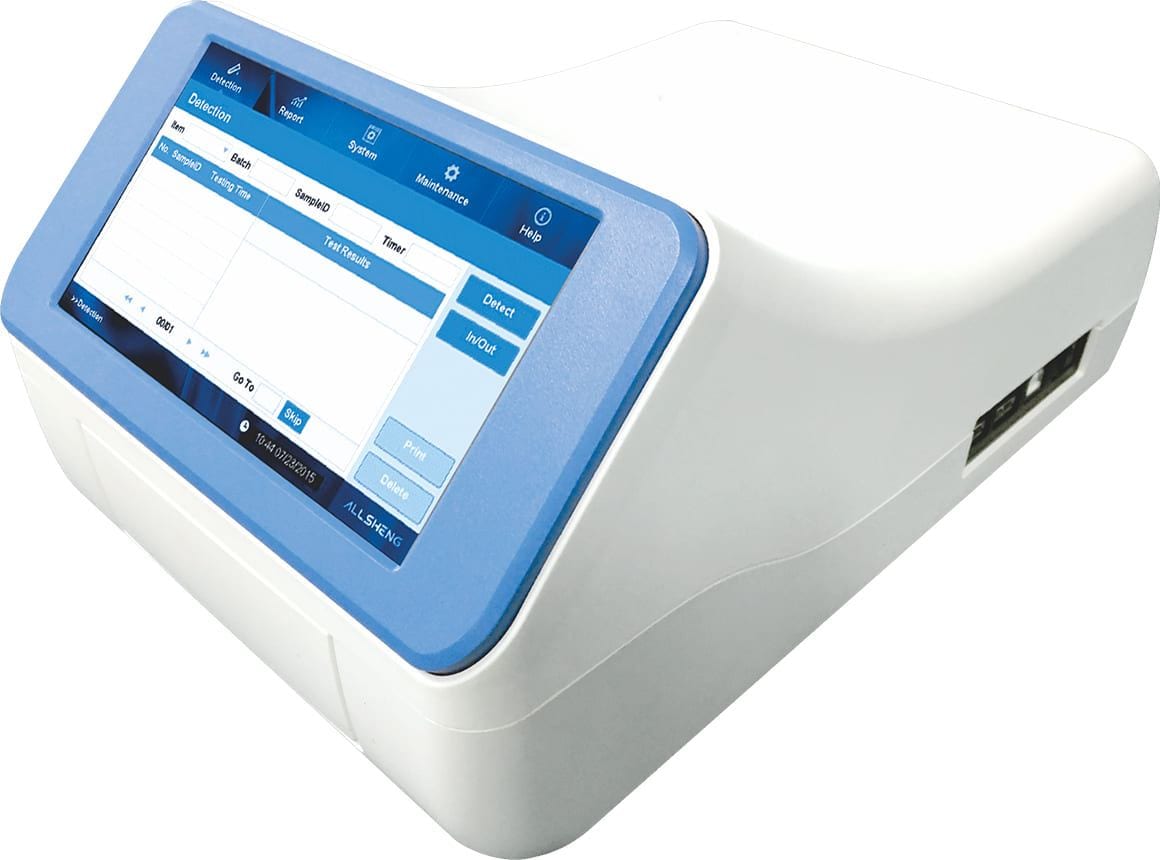 Detection Report System Maintenance Help
Detection
Item Batch SampleID Timer
No. SampleID Testing Time Test Results
Detect
In/Out
Print
Delete
00/01
Go To Skip
>>Detection
10:44 07/23/2015
ALLSHENG